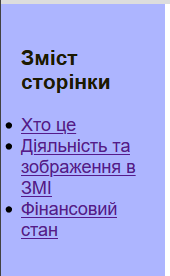 Зміст
сторінки
Хто це
Діяльність та
зображення в
ЗМІ
Фінансовий
стан